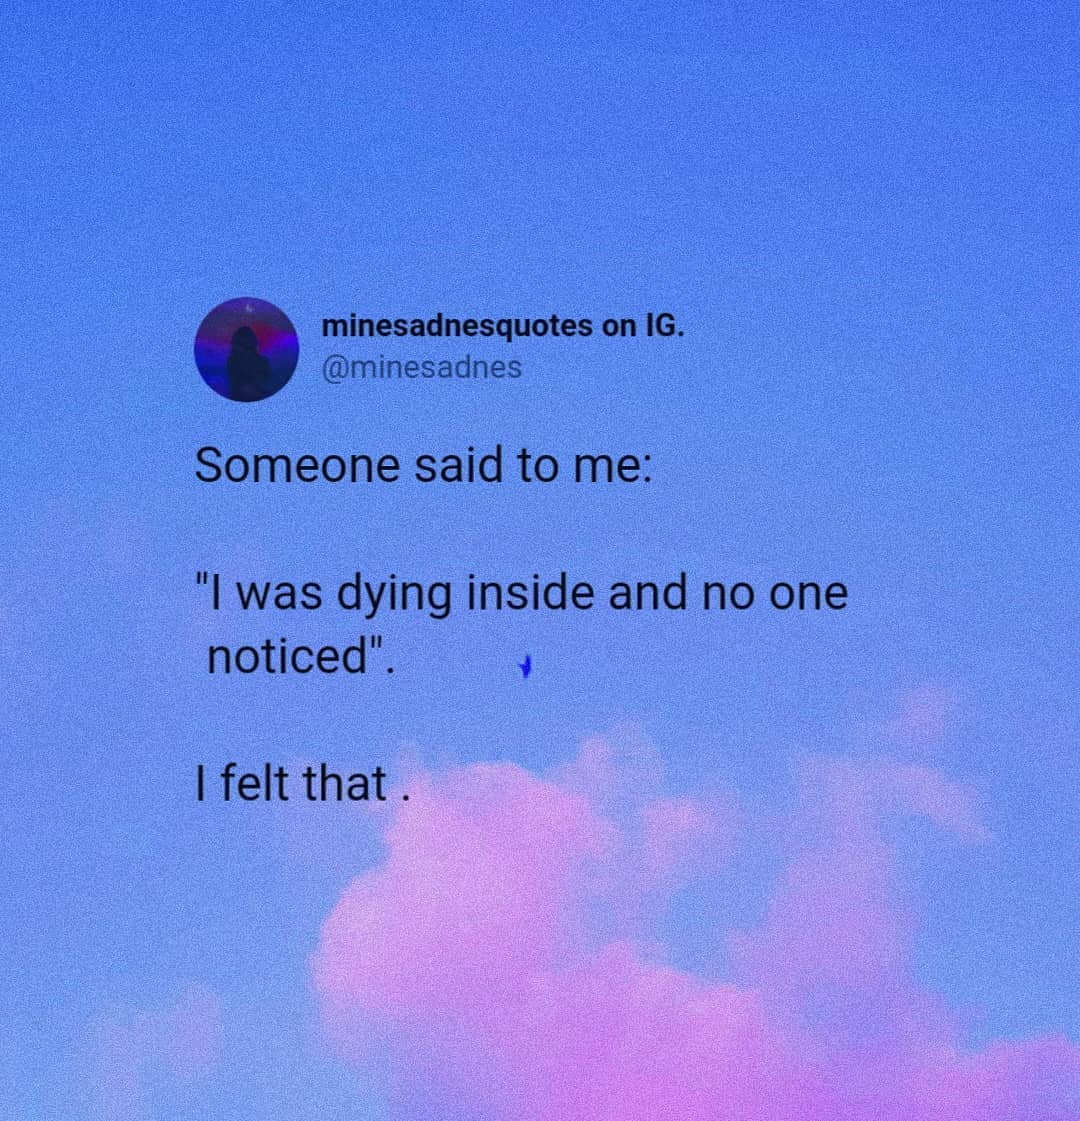 minesadnesquotes on IG.
@minesadnes
Someone said to me:
"I was dying inside and no one
noticed".
I felt that .